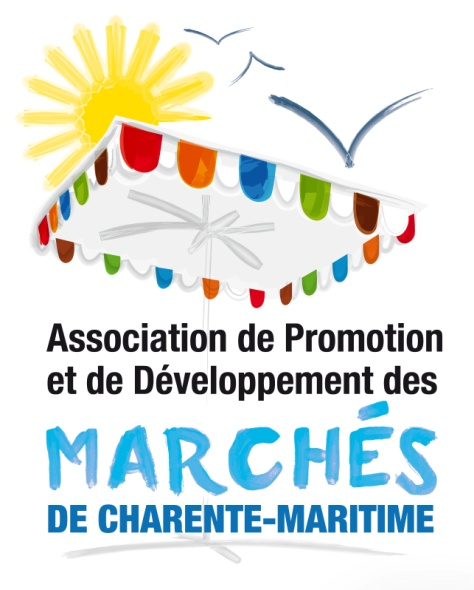 Association de Promotion
et de Développement des
MARCHÉS
DE CHARENTE-MARITIME